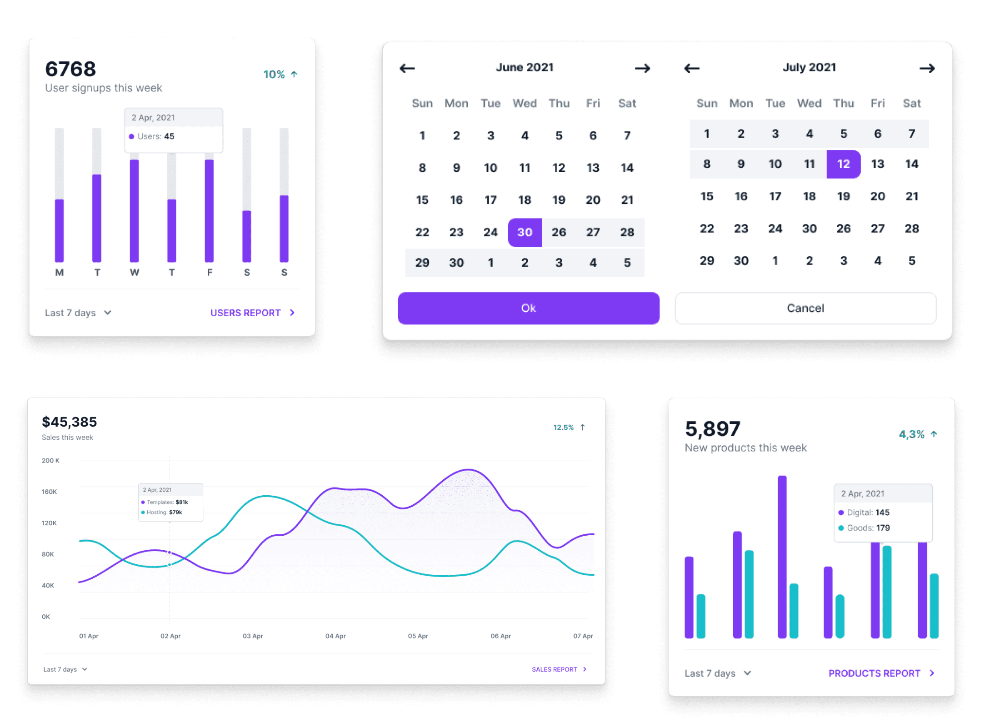 6768
10%
User signups this week
2 Apr, 2021
Users: 45
M T W T F S S
Last 7 days
USERS REPORT
June 2021
Sun Mon Tue Wed Thu Fri Sat
1 2 3 4 5 6 7
8 9 10 11 12 13 14
15 16 17 18 19 20 21
22 23 24 30 26 27 28
29 30 1 2 3 4 5
July 2021
Sun Mon Tue Wed Thu Fri Sat
1 2 3 4 5 6 7
8 9 10 11 12 13 14
15 16 17 18 19 20 21
22 23 24 30 26 27 28
29 30 1 2 3 4 5
Ok
Cancel
$45,385
12.5%
Sales this week
200 K
160K
120K
80K
40K
0K
2 Apr, 2021
Templates: $81k
Hosting: $79k
01 Apr 02 Apr 03 Apr 04 Apr 05 Apr 06 Apr 07 Apr
Last 7 days
SALES REPORT
5,897
4,3%
New products this week
2 Apr, 2021
Digital: 145
Goods: 179
Last 7 days
PRODUCTS REPORT